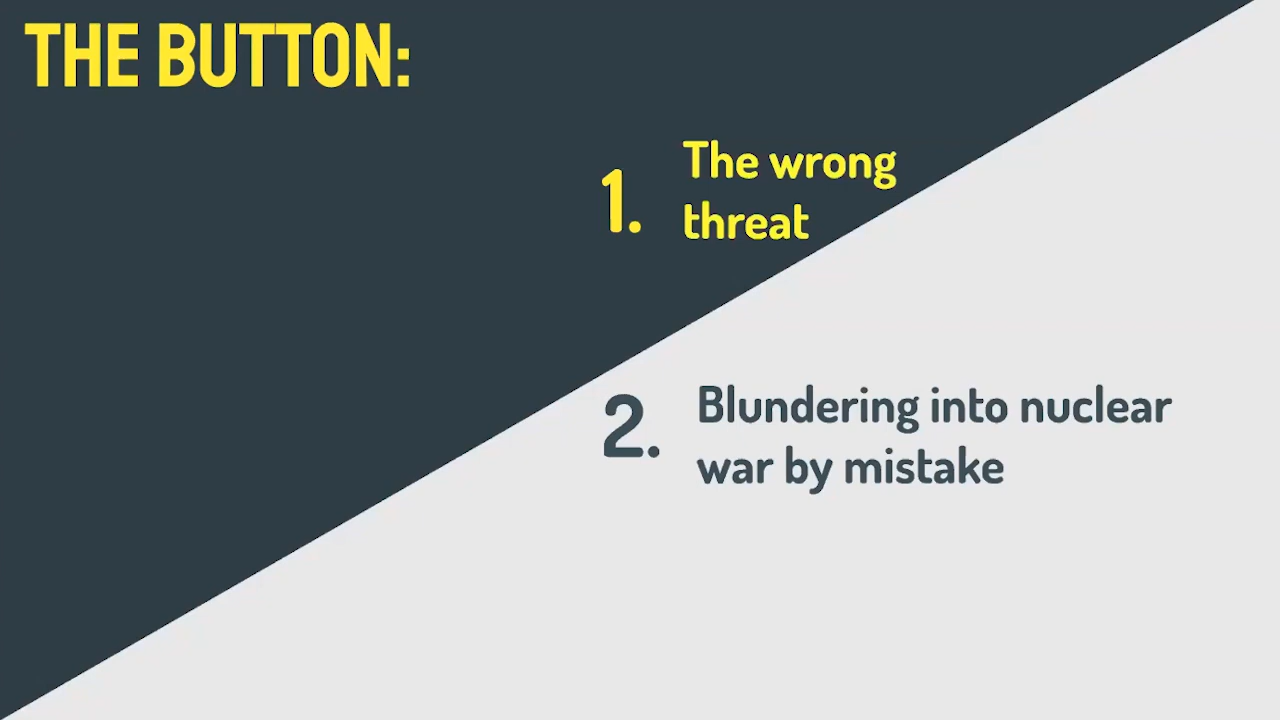 THE BUTTON:
1. The wrong
threat
2. Blundering into nuclear
war by mistake